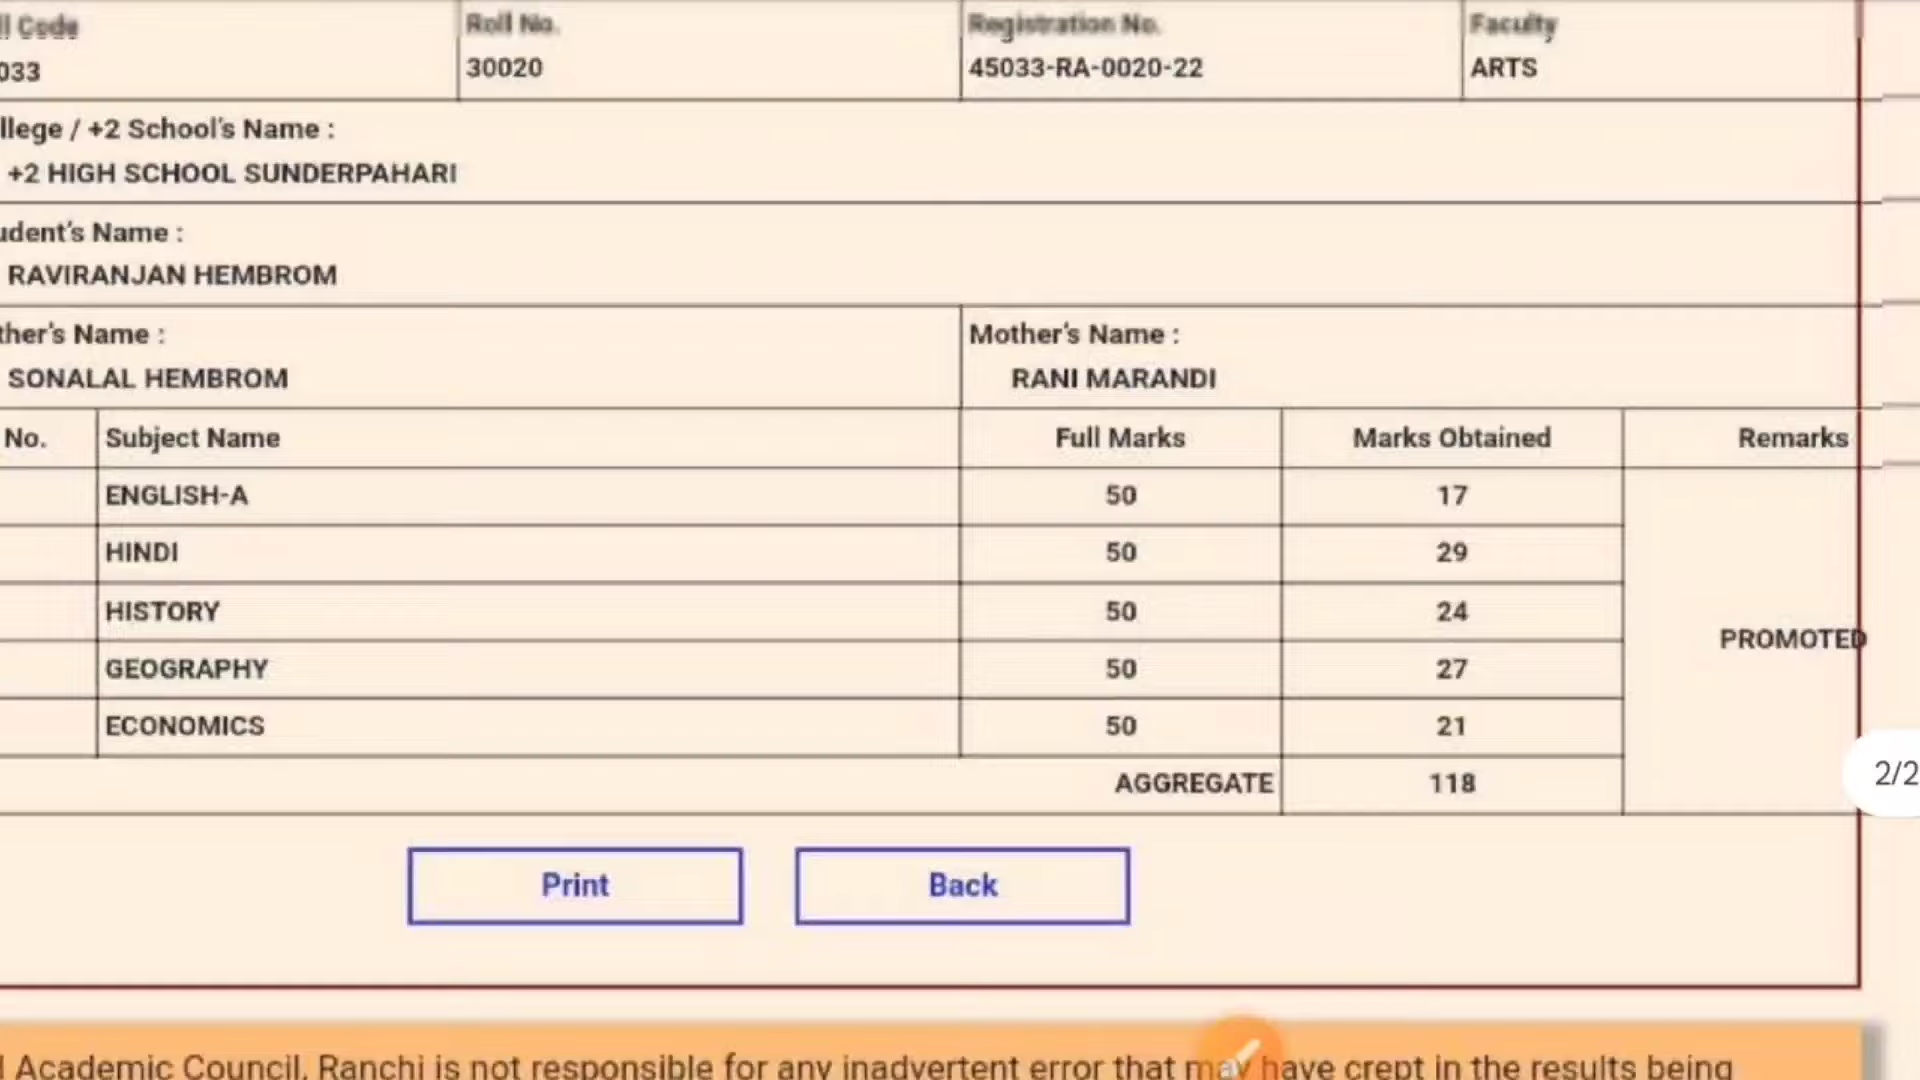 ll Code Roll No. Registration No. Faculty
033 30020 45033-RA-0020-22 ARTS
llege / +2 School's Name :
+2 HIGH SCHOOL SUNDERPAHARI
udent's Name :
RAVIRANJAN HEMBROM
ther's Name : Mother's Name :
SONALAL HEMBROM RANI MARANDI
No. Subject Name Full Marks Marks Obtained Remarks
ENGLISH-A 50 17
HINDI 50 29
HISTORY 50 24
PROMOTED
GEOGRAPHY 50 27
ECONOMICS 50 21
AGGREGATE 118
2/2
Print Back
l Academic Council, Ranchi is not responsible for any inadvertent error that may have crept in the results being